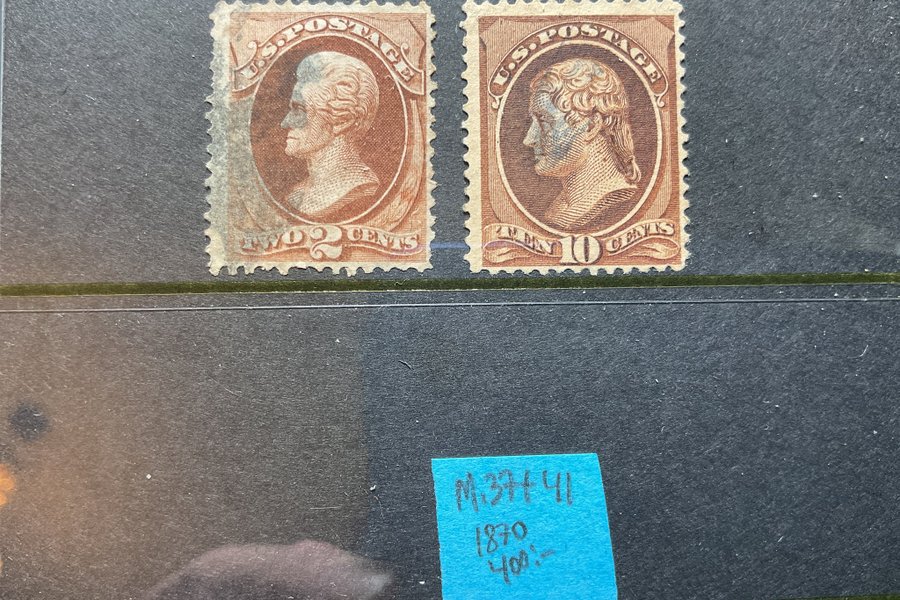 U.S. POSTAGE
TWO 2 CENTS
U.S. POSTAGE
TEN 10 CENTS
M.37+41
1870
400:-